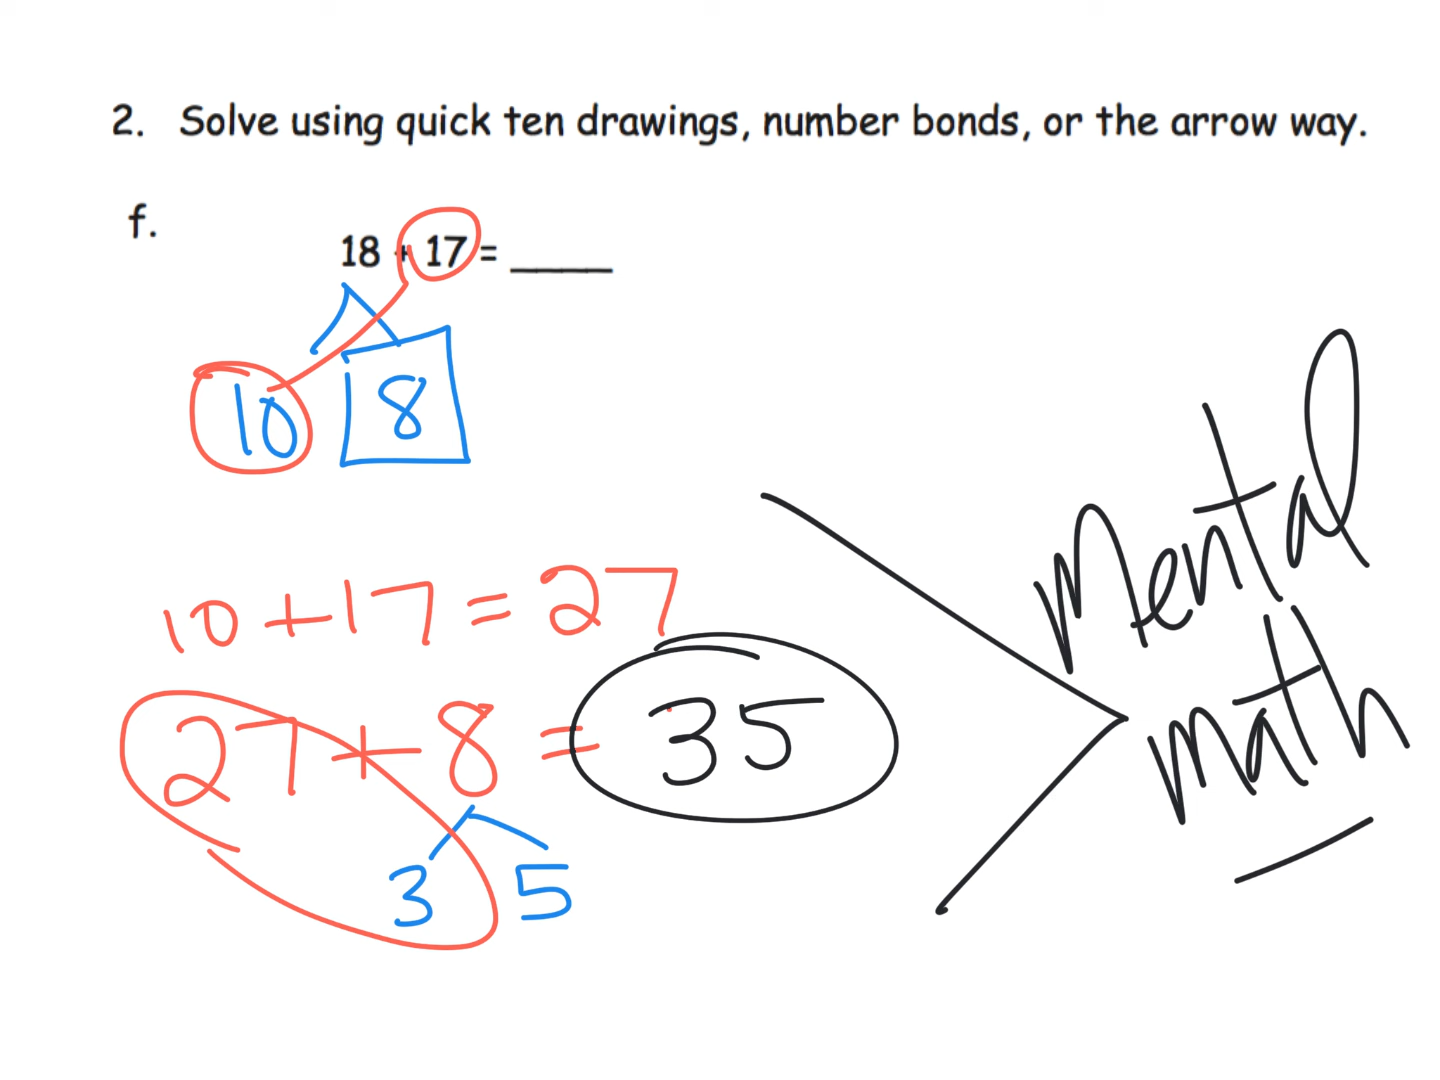 2. Solve using quick ten drawings, number bonds, or the arrow way.
f.
18 + 17 = ____
10 8
10 + 17 = 27
27 + 8 = 35
3 5
Mental
math